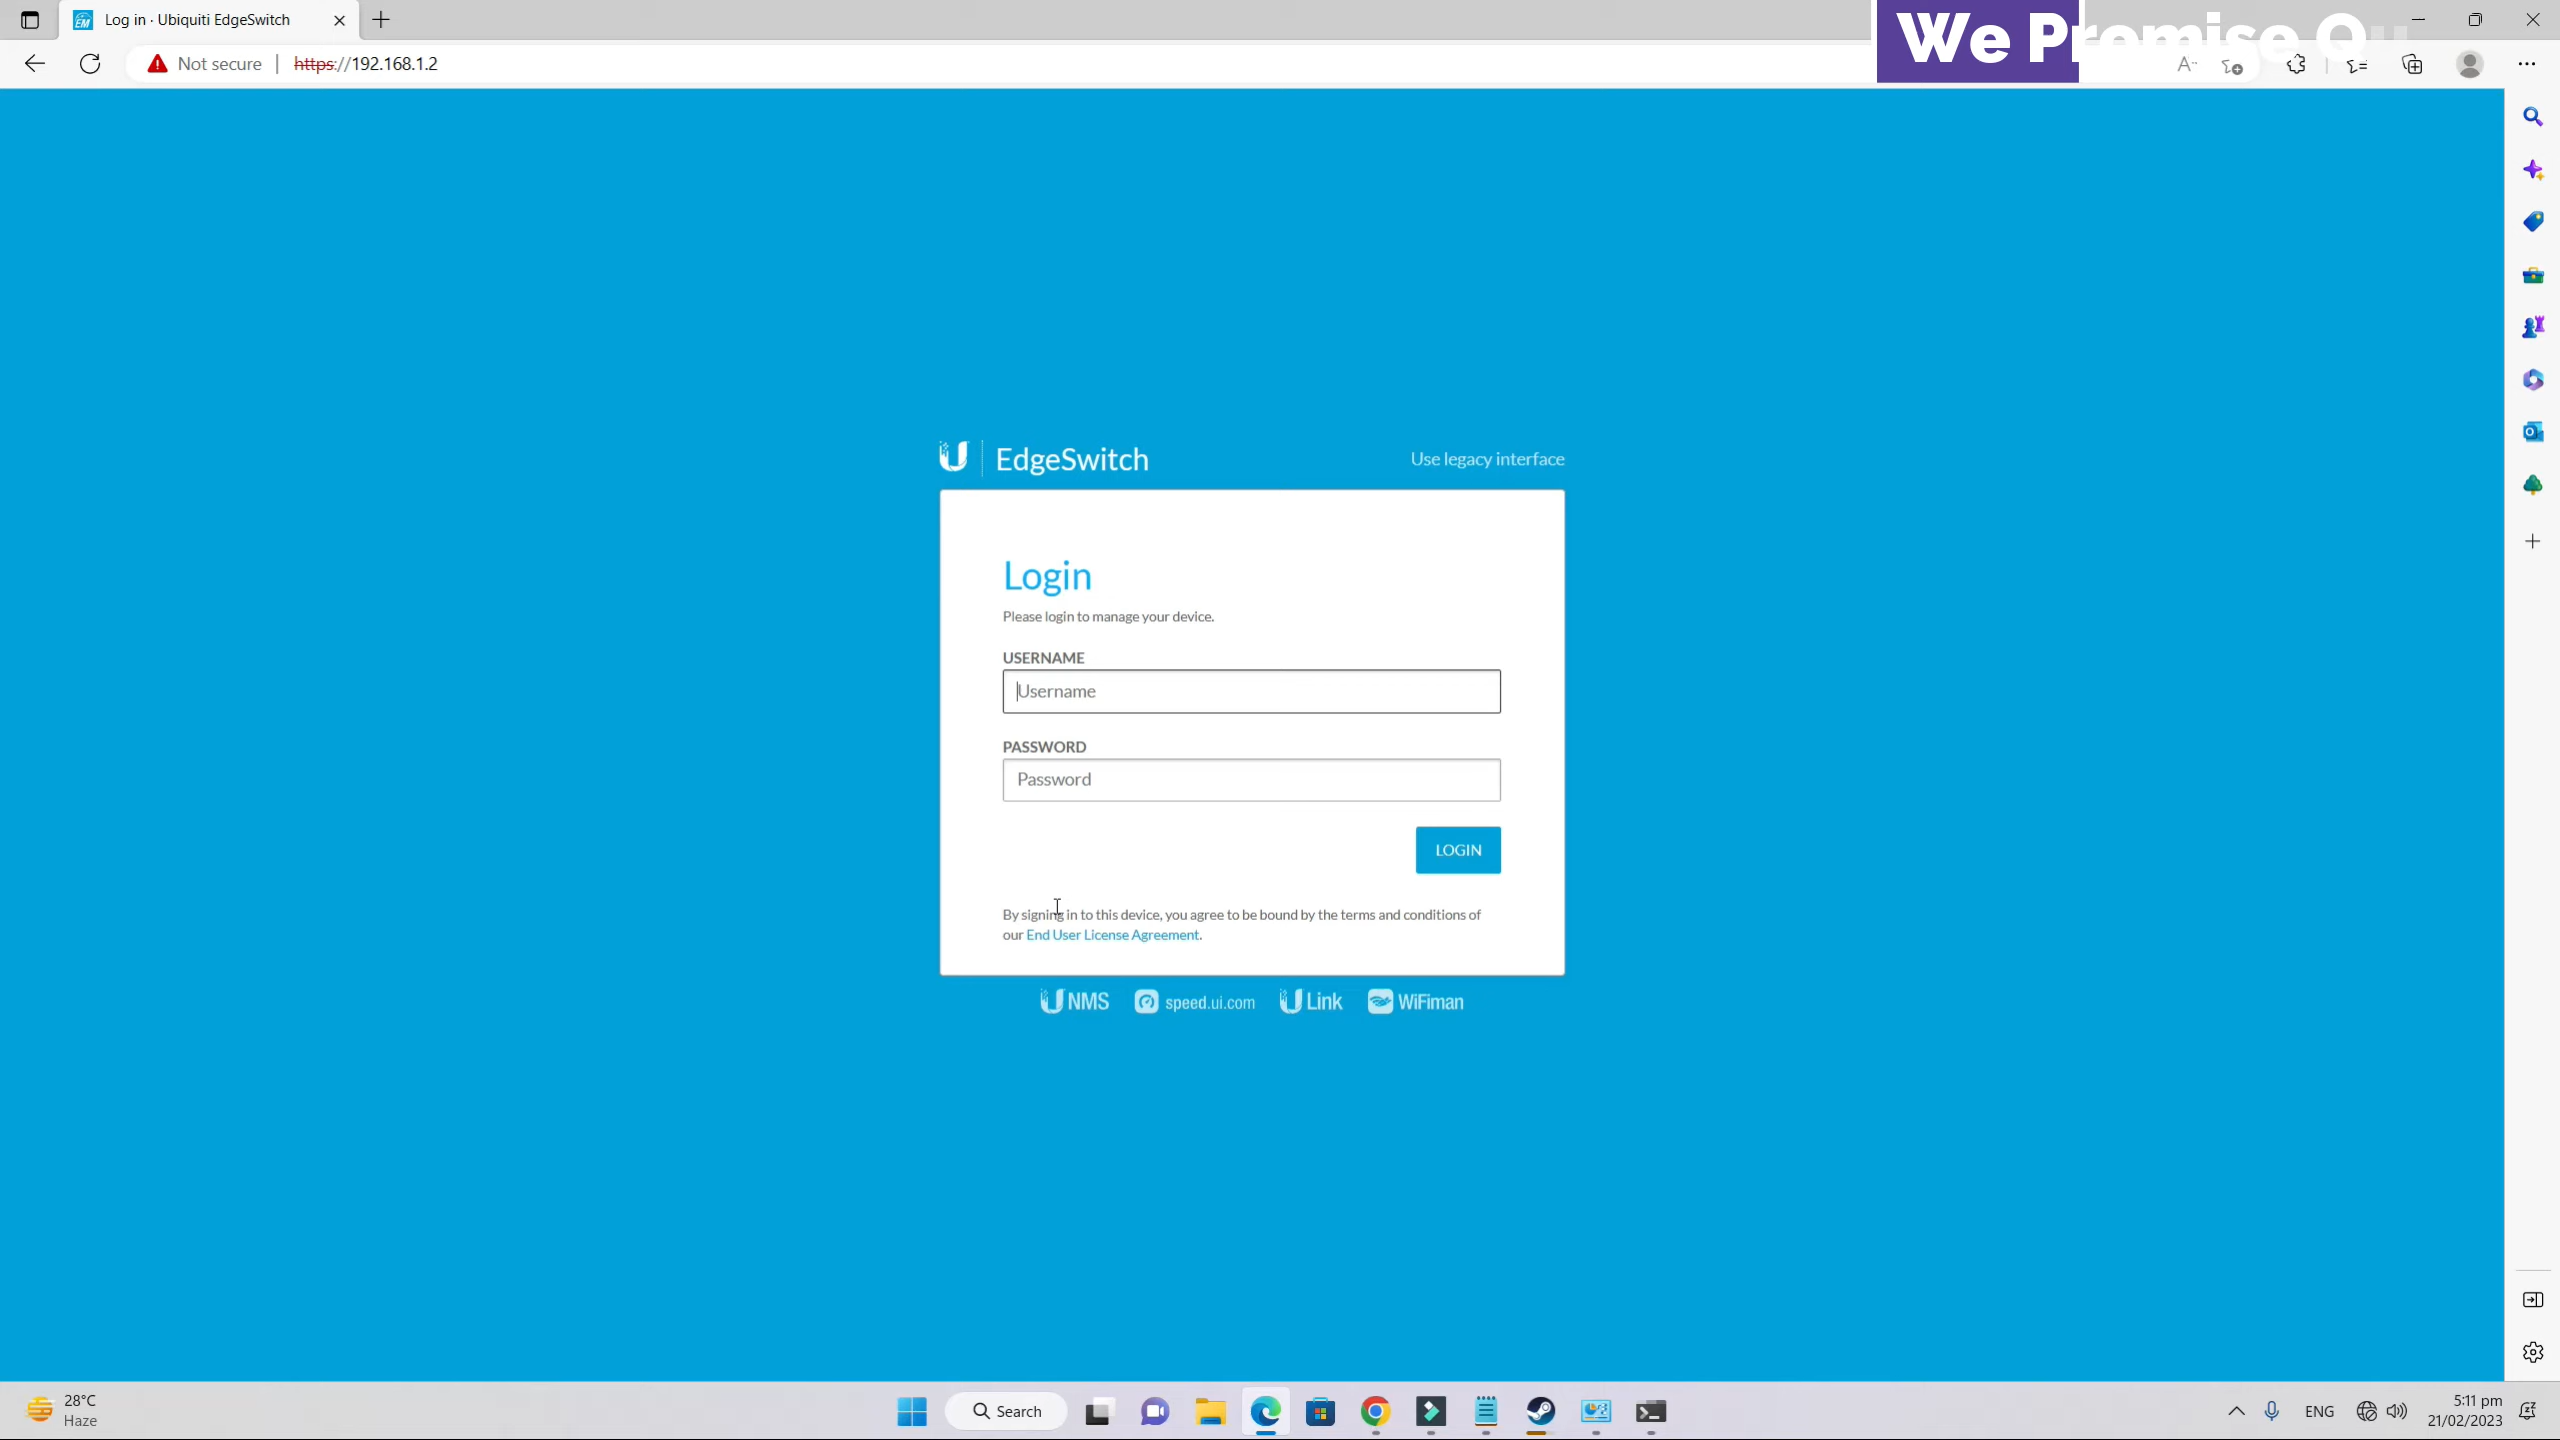 Log in · Ubiquiti EdgeSwitch
We Promise Qu
Not secure
https://192.168.1.2
EdgeSwitch
Use legacy interface
Login
Please login to manage your device.
USERNAME
Username
PASSWORD
Password
LOGIN
By signing in to this device, you agree to be bound by the terms and conditions of
our End User License Agreement.
U NMS
speed.ui.com
U Link
WiFiman
28°C
Haze
Search
ENG
5:11 pm
21/02/2023